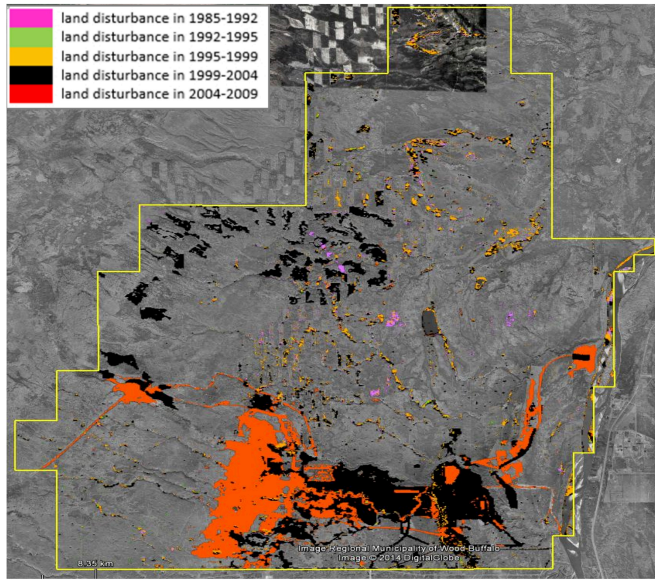 land disturbance in 1985-1992
land disturbance in 1992-1995
land disturbance in 1995-1999
land disturbance in 1999-2004
land disturbance in 2004-2009
8-35 km
Image Regional Municipality of Wood Buffalo
Image © 2014 DigitalGlobe